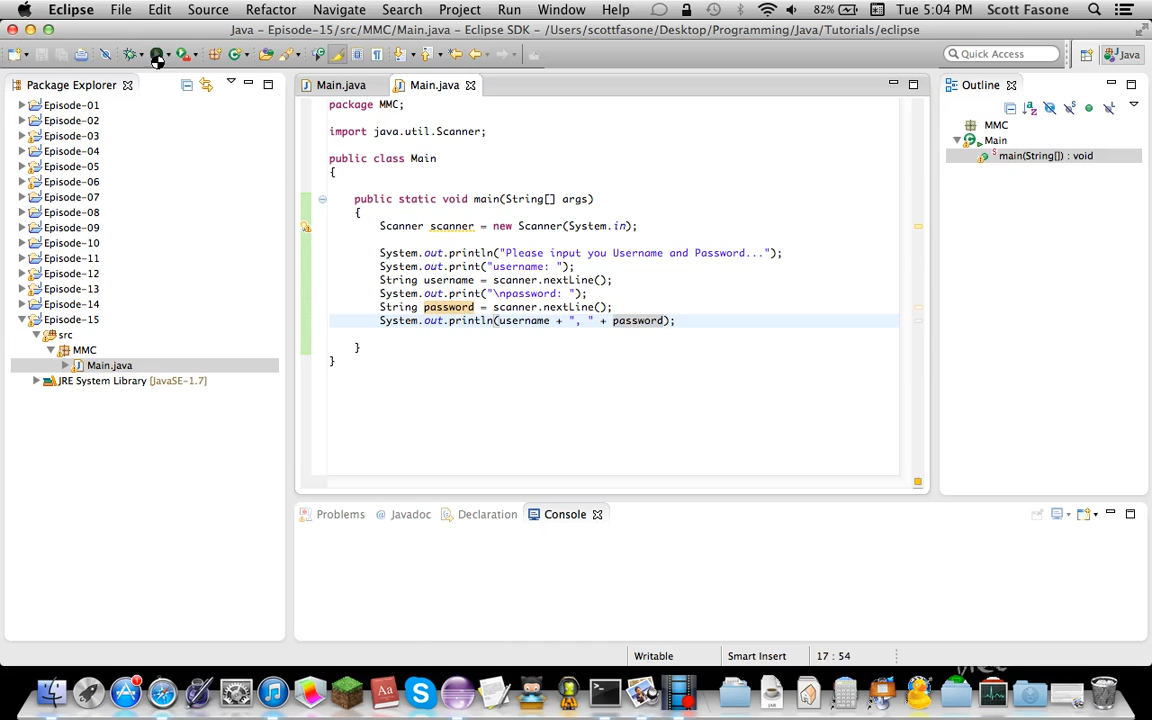 Eclipse File Edit Source Refactor Navigate Search Project Run Window Help 82% Tue 5:04 PM Scott Fasone
Java - Episode-15/src/MMC/Main.java - Eclipse SDK - /Users/scottfasone/Desktop/Programming/Java/Tutorials/eclipse
Quick Access Java
Package Explorer
Episode-01
Episode-02
Episode-03
Episode-04
Episode-05
Episode-06
Episode-07
Episode-08
Episode-09
Episode-10
Episode-11
Episode-12
Episode-13
Episode-14
Episode-15
src
MMC
Main.java
JRE System Library [JavaSE-1.7]
Main.java Main.java
package MMC;
import java.util.Scanner;
public class Main
{
public static void main(String[] args)
{
Scanner scanner = new Scanner(System.in);
System.out.println("Please input you Username and Password...");
System.out.print("username: ");
String username = scanner.nextLine();
System.out.print("\npassword: ");
String password = scanner.nextLine();
System.out.println(username + ", " + password);
}
}
Outline
MMC
Main
main(String[]) : void
Problems Javadoc Declaration Console
Writable Smart Insert 17 : 54